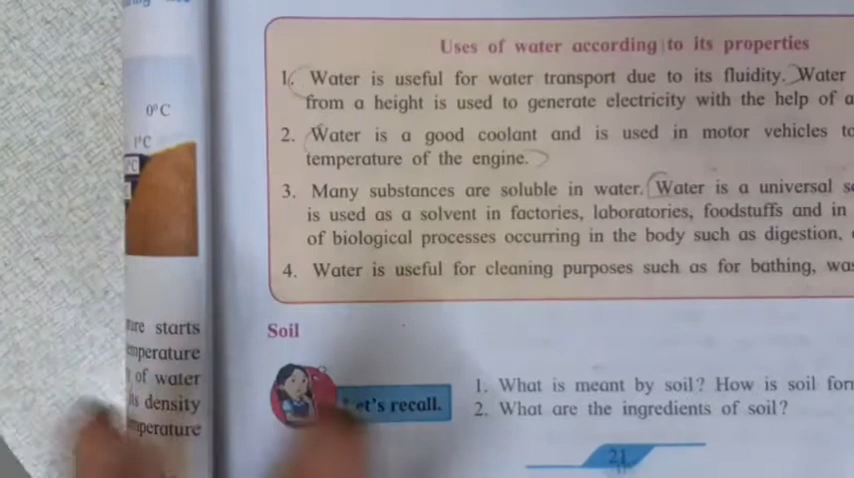 0°C
1°C
starts
emperature
of water
its density
mperature
Uses of water according to its properties
1. Water is useful for water transport due to its fluidity. Water
from a height is used to generate electricity with the help of a
2. Water is a good coolant and is used in motor vehicles to
temperature of the engine.
3. Many substances are soluble in water. Water is a universal
is used as a solvent in factories, laboratories, foodstuffs and in
of biological processes occurring in the body such as digestion,
4. Water is useful for cleaning purposes such as for bathing,
Soil
Let's recall.
1. What is meant by soil? How is soil
2. What are the ingredients of soil?
21